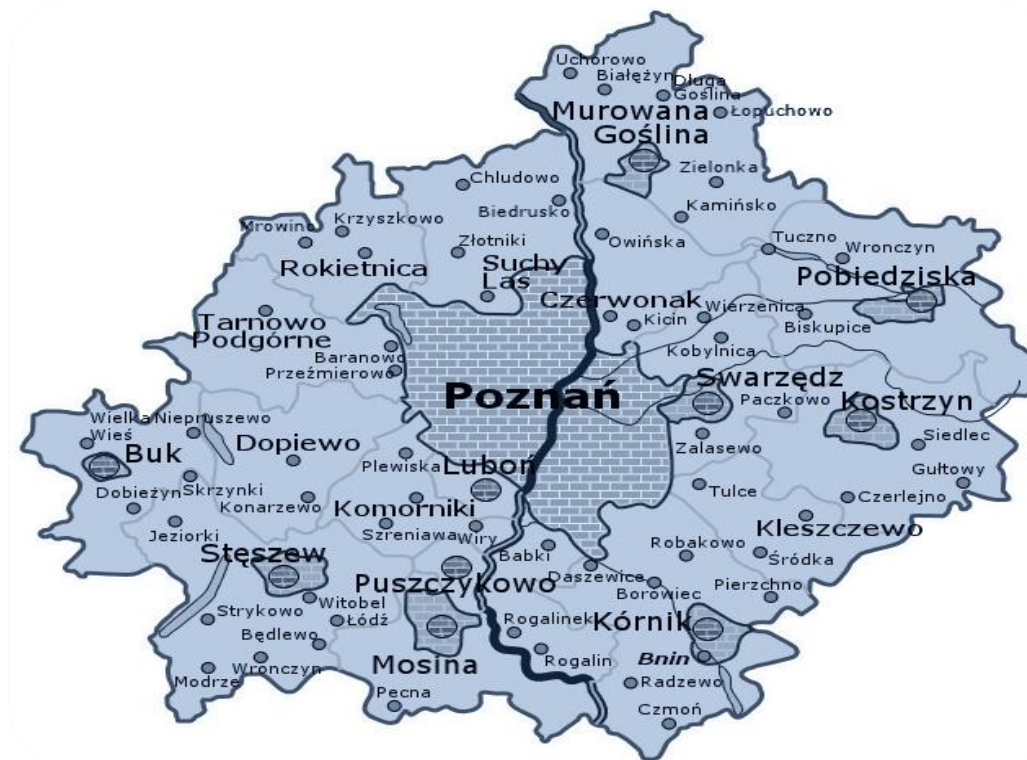 Uchorowo
Białężyn
Długa
Goślina
Murowana
Goślina
Łopuchowo
Zielonka
Chludowo
Biedrusko
Kamińsko
Krzyszkowo
Mrowino
Owińska
Tuczno
Wronczyn
Złotniki
Rokietnica
Suchy
Las
Pobiedziska
Czerwonak
Wierzenica
Kicin
Biskupice
Tarnowo
Podgórne
Baranowo
Przeźmierowo
Kobylnica
Poznań
Swarzędz
Paczkowo
Kostrzyn
Wielka
Wieś
Niepruszewo
Buk
Dopiewo
Siedlec
Zalasewo
Plewiska
Luboń
Gułtowy
Dobieżyn
Skrzynki
Konarzewo
Tulce
Czerlejno
Komorniki
Jeziorki
Szreniawa
Wiry
Kleszczewo
Stęszew
Babki
Robakowo
Śródka
Puszczykowo
Daszewice
Borówiec
Pierzchno
Strykowo
Witobel
Łódź
Rogalinek
Kórnik
Będlewo
Mosina
Rogalin
Bnin
Modrze
Wronczyn
Pecna
Radzewo
Czmoń